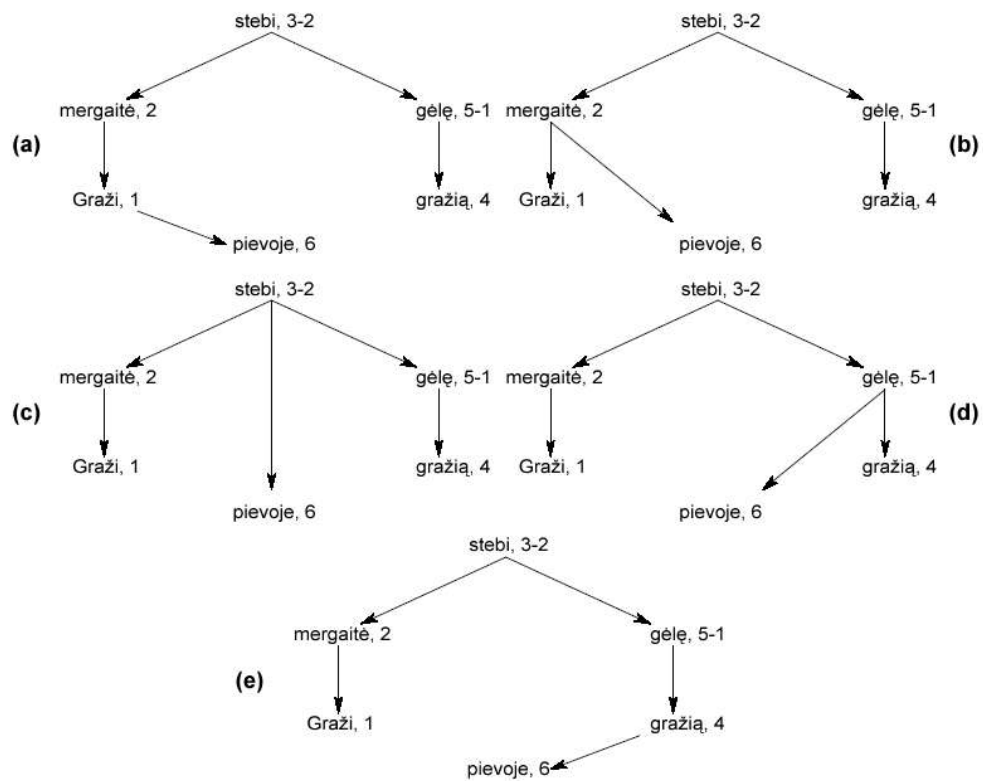 stebi, 3-2 stebi, 3-2
mergaitė, 2 gėlę, 5-1 mergaitė, 2 gėlę, 5-1
(a) (b)
Graži, 1 gražią, 4 Graži, 1 gražią, 4
pievoje, 6 pievoje, 6
stebi, 3-2 stebi, 3-2
mergaitė, 2 gėlę, 5-1 mergaitė, 2 gėlę, 5-1
(c) (d)
Graži, 1 gražią, 4 Graži, 1 gražią, 4
pievoje, 6 pievoje, 6
stebi, 3-2
mergaitė, 2 gėlę, 5-1
(e)
Graži, 1 gražią, 4
pievoje, 6